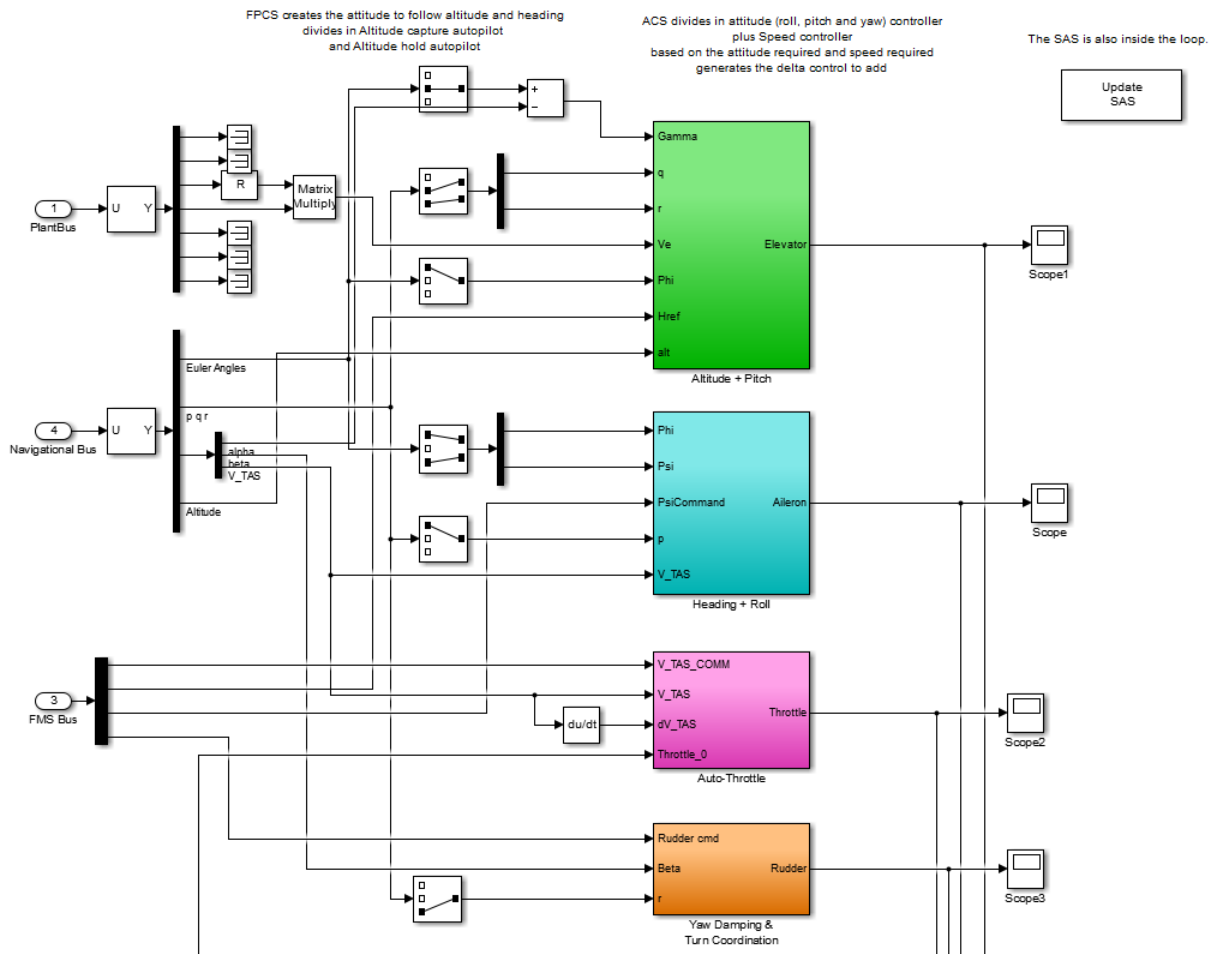 FPCS creates the attitude to follow altitude and heading
divides in Altitude capture autopilot
and Altitude hold autopilot
ACS divides in attitude (roll, pitch and yaw) controller
plus Speed controller
based on the attitude required and speed required
generates the delta control to add
The SAS is also inside the loop.
Update
SAS
+
−
1
PlantBus
U Y
R
Matrix
Multiply
Gamma
q
r
Ve
Phi
Href
alt
Elevator
Altitude + Pitch
Scope1
4
Navigational Bus
U Y
Euler Angles
p q r
alpha
beta
V_TAS
Altitude
Phi
Psi
PsiCommand
p
V_TAS
Aileron
Heading + Roll
Scope
3
FMS Bus
du/dt
V_TAS_COMM
V_TAS
dV_TAS
Throttle_0
Throttle
Auto-Throttle
Scope2
Rudder cmd
Beta
r
Rudder
Yaw Damping &
Turn Coordination
Scope3